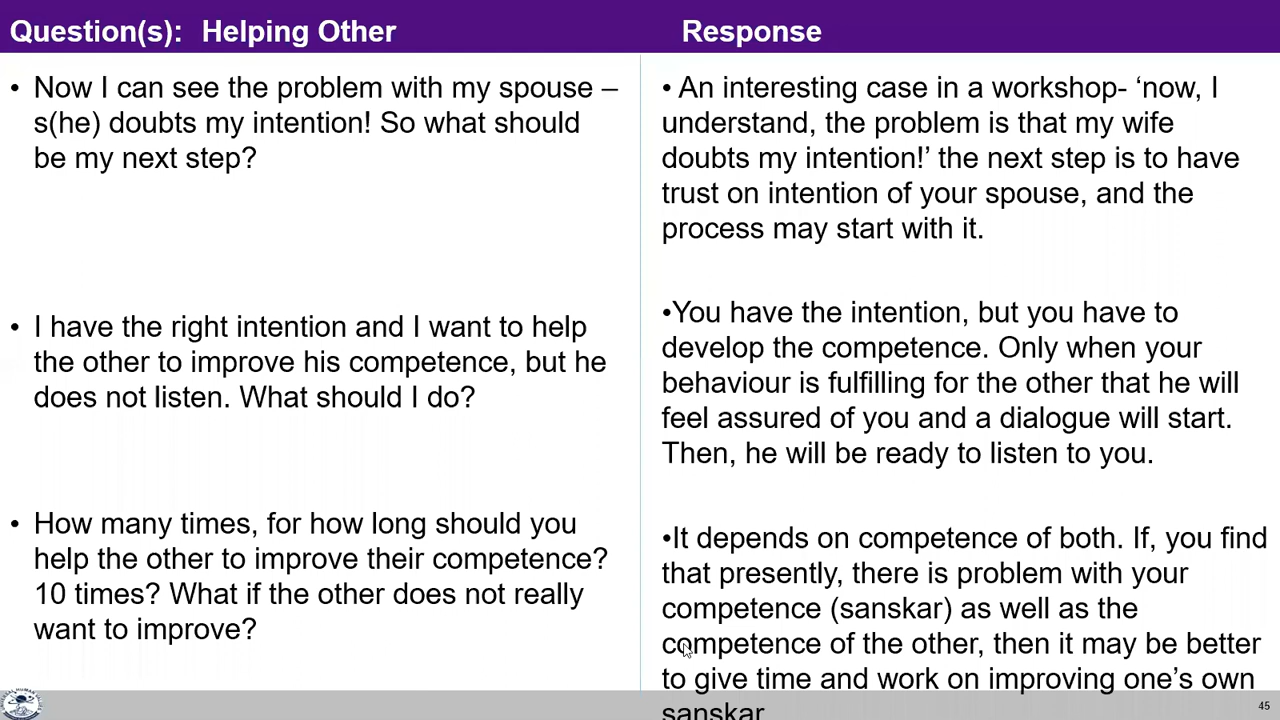 Question(s):  Helping Other
Response
• Now I can see the problem with my spouse –
s(he) doubts my intention! So what should
be my next step?
• An interesting case in a workshop- ‘now, I
understand, the problem is that my wife
doubts my intention!’ the next step is to have
trust on intention of your spouse, and the
process may start with it.
• I have the right intention and I want to help
the other to improve his competence, but he
does not listen. What should I do?
•You have the intention, but you have to
develop the competence. Only when your
behaviour is fulfilling for the other that he will
feel assured of you and a dialogue will start.
Then, he will be ready to listen to you.
• How many times, for how long should you
help the other to improve their competence?
10 times? What if the other does not really
want to improve?
•It depends on competence of both. If, you find
that presently, there is problem with your
competence (sanskar) as well as the
competence of the other, then it may be better
to give time and work on improving one’s own
sanskar
45